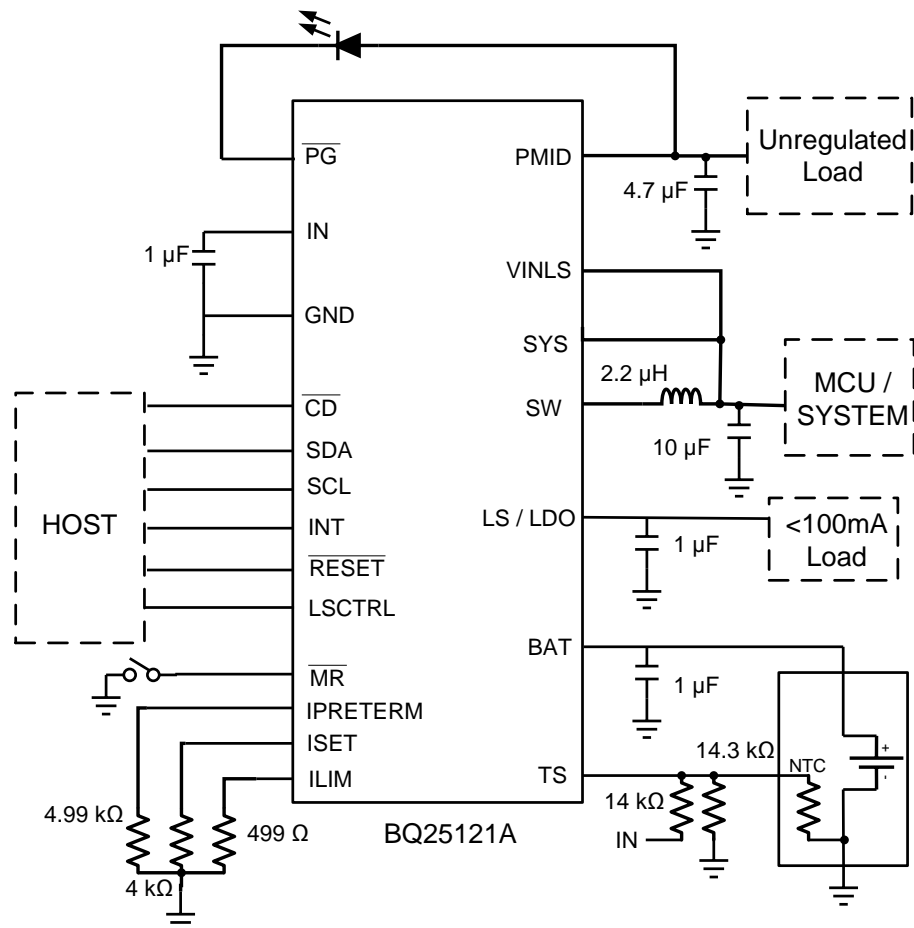 PG
PMID
Unregulated
Load
4.7 µF
IN
1 µF
GND
VINLS
SYS
2.2 µH
SW
MCU /
SYSTEM
10 µF
HOST
CD
SDA
SCL
INT
RESET
LSCTRL
LS / LDO
<100mA
Load
1 µF
BAT
1 µF
MR
IPRETERM
ISET
ILIM
4.99 kΩ
499 Ω
4 kΩ
TS
14.3 kΩ
14 kΩ
IN
NTC
+
-
BQ25121A